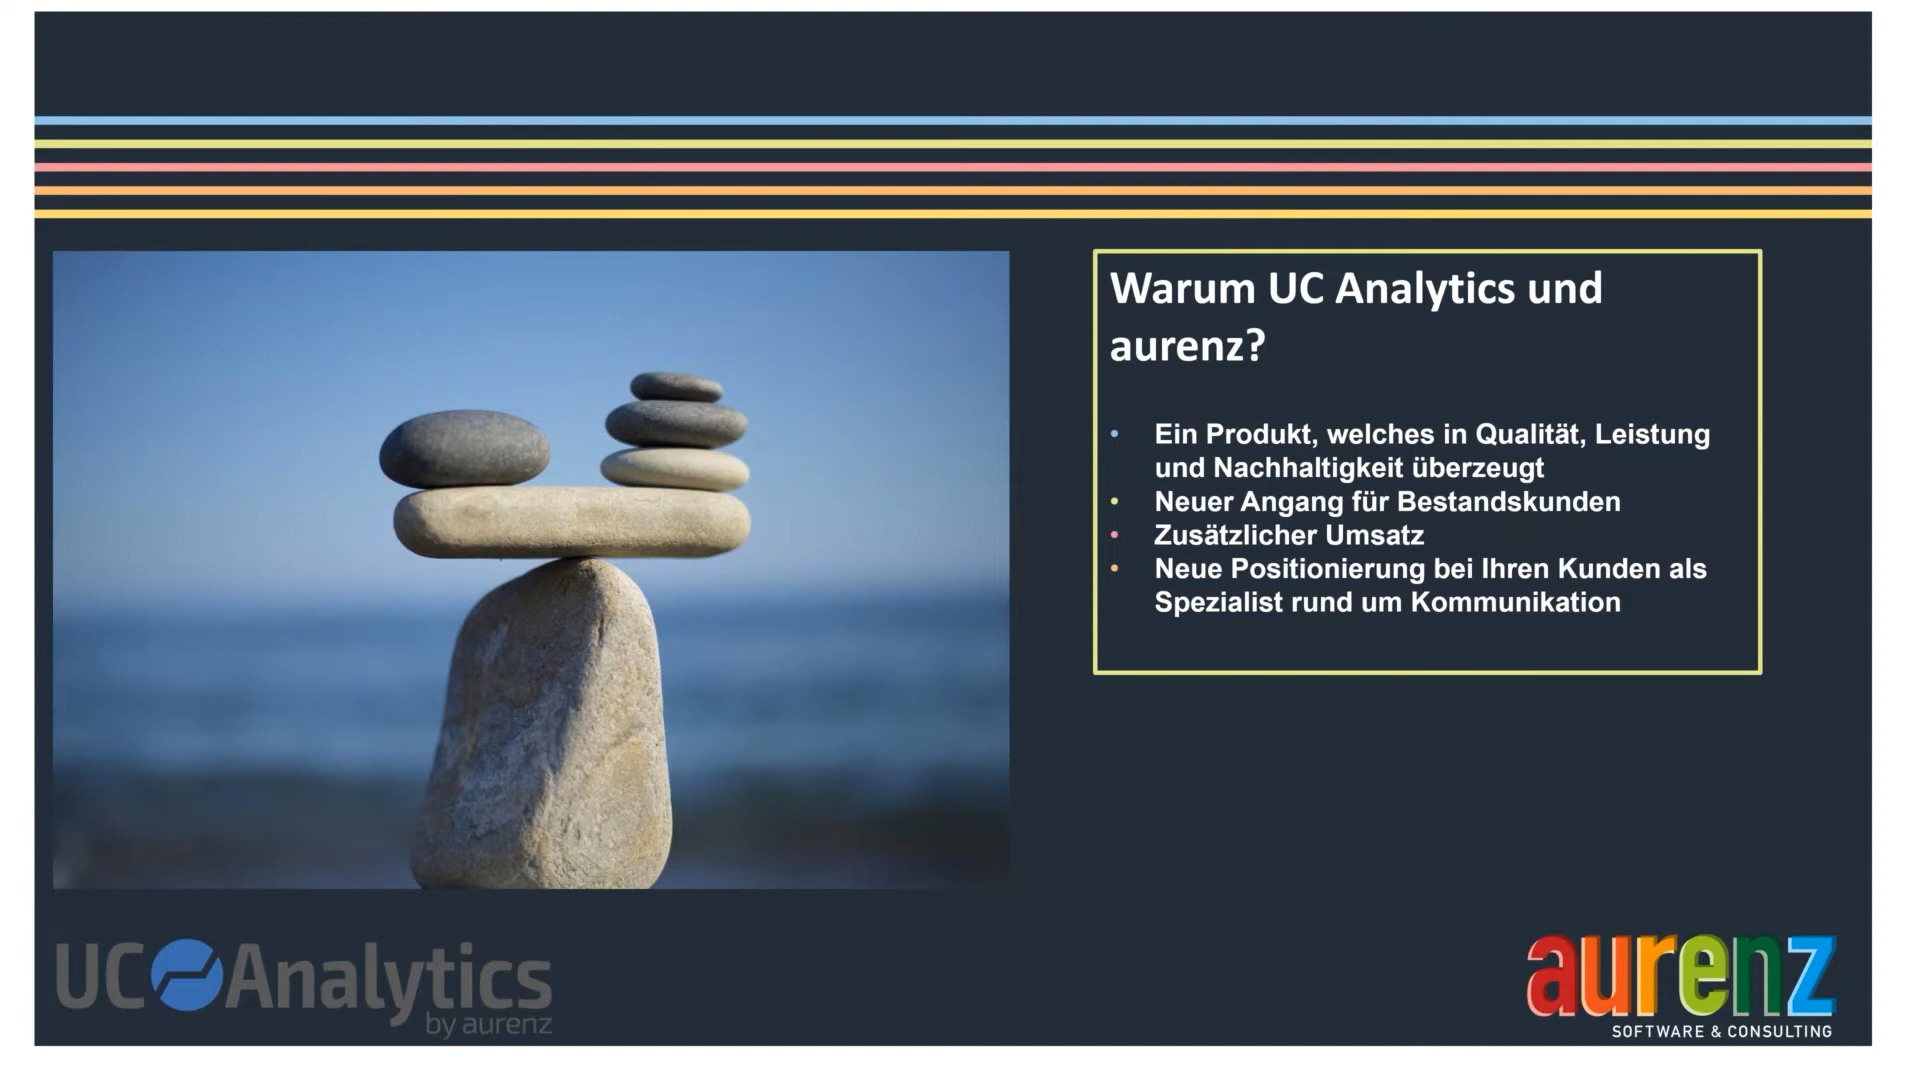 Warum UC Analytics und
aurenz?
• Ein Produkt, welches in Qualität, Leistung
und Nachhaltigkeit überzeugt
• Neuer Angang für Bestandskunden
• Zusätzlicher Umsatz
• Neue Positionierung bei Ihren Kunden als
Spezialist rund um Kommunikation
UC Analytics
by aurenz
aurenz
SOFTWARE & CONSULTING